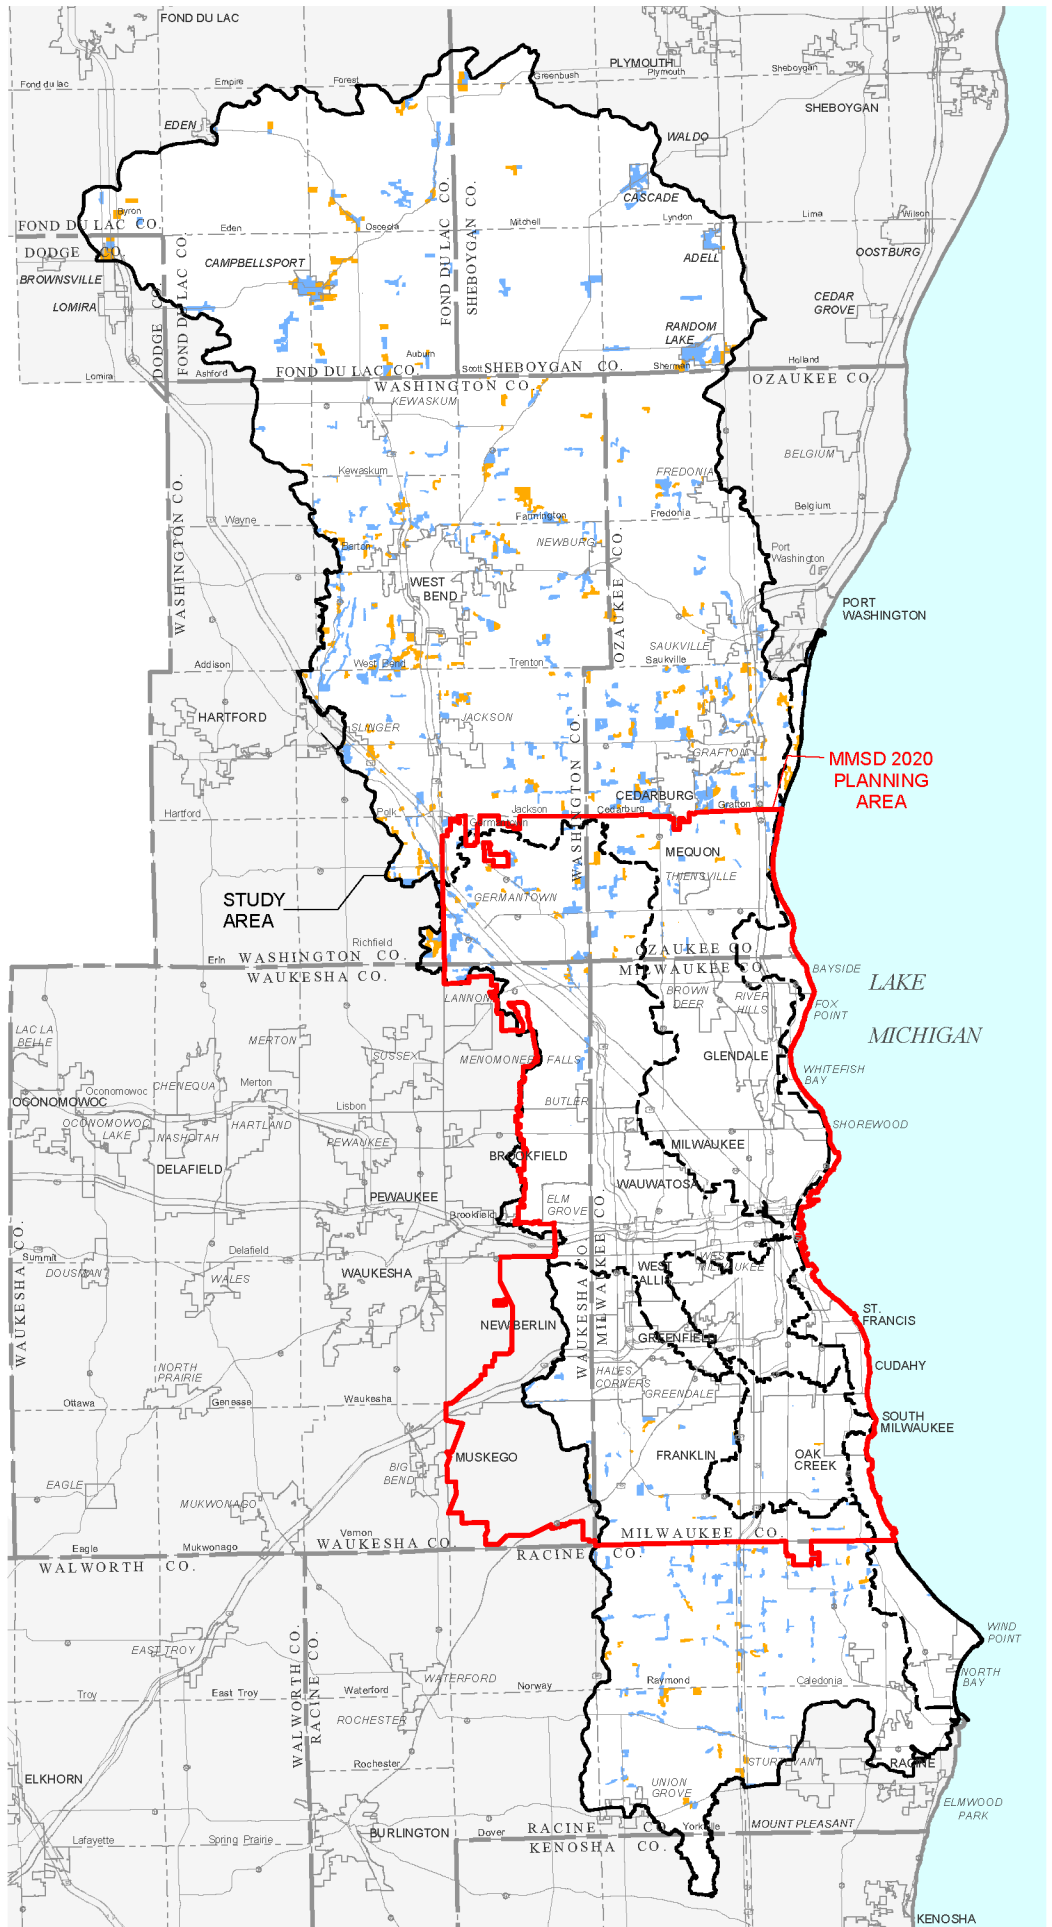 FOND DU LAC
PLYMOUTH
Plymouth
Sheboygan
SHEBOYGAN
Fond du lac
Empire
Forest
Greenbush
EDEN
WALDO
CASCADE
Byron
FOND DU LAC CO.
Eden
Osceola
Mitchell
Lyndon
Lima
Wilson
DODGE CO.
BROWNSVILLE
LOMIRA
CAMPBELLSPORT
ADELL
OOSTBURG
FOND DU LAC CO.
SHEBOYGAN CO.
DODGE CO.
FOND DU LAC CO.
CEDAR
GROVE
RANDOM
LAKE
Lomira
Ashford
Auburn
FOND DU LAC CO.
Scott
SHEBOYGAN CO.
Sherman
Holland
WASHINGTON CO.
OZAUKEE CO.
KEWASKUM
BELGIUM
Kewaskum
FREDONIA
Fredonia
Belgium
WASHINGTON CO.
Wayne
Farmington
NEWBURG
Barton
Port
Washington
OZAUKEE CO.
WEST
BEND
PORT
WASHINGTON
SAUKVILLE
Saukville
Addison
West Bend
Trenton
HARTFORD
SLINGER
JACKSON
WASHINGTON CO.
GRAFTON
MMSD 2020
PLANNING
AREA
CEDARBURG
Hartford
Polk
Jackson
Cedarburg
Grafton
Germantown
MEQUON
THIENSVILLE
GERMANTOWN
STUDY
AREA
Richfield
Erin
WASHINGTON CO.
WAUKESHA CO.
OZAUKEE CO.
MILWAUKEE CO.
BAYSIDE
LAKE
MICHIGAN
LANNON
BROWN
DEER
RIVER
HILLS
FOX
POINT
LAC LA
BELLE
MERTON
SUSSEX
MENOMONEE FALLS
GLENDALE
WHITEFISH
BAY
OCONOMOWOC
Oconomowoc
CHENEQUA
Merton
Lisbon
BUTLER
SHOREWOOD
OCONOMOWOC
LAKE
HARTLAND
NASHOTAH
PEWAUKEE
MILWAUKEE
DELAFIELD
BROOKFIELD
WAUWATOSA
PEWAUKEE
ELM
GROVE
Brookfield
WAUKESHA CO.
MILWAUKEE CO.
WAUKESHA CO.
Summit
Delafield
DOUSMAN
WALES
WAUKESHA
WEST
ALLIS
WEST
MILWAUKEE
ST.
FRANCIS
NEW BERLIN
GREENFIELD
CUDAHY
NORTH
PRAIRIE
HALES
CORNERS
GREENDALE
Ottawa
Genesse
Waukesha
SOUTH
MILWAUKEE
MUSKEGO
FRANKLIN
OAK
CREEK
EAGLE
BIG
BEND
MUKWONAGO
Eagle
Mukwonago
Vernon
WAUKESHA CO.
MILWAUKEE CO.
WALWORTH CO.
RACINE CO.
WIND
POINT
EAST TROY
WALWORTH CO.
RACINE CO.
WATERFORD
Raymond
Caledonia
NORTH
BAY
Troy
East Troy
Waterford
Norway
ROCHESTER
Rochester
STURTEVANT
RACINE
ELKHORN
UNION
GROVE
ELMWOOD
PARK
BURLINGTON
Dover
RACINE CO.
Yorkville
MOUNT PLEASANT
Lafayette
Spring Prairie
KENOSHA CO.
KENOSHA